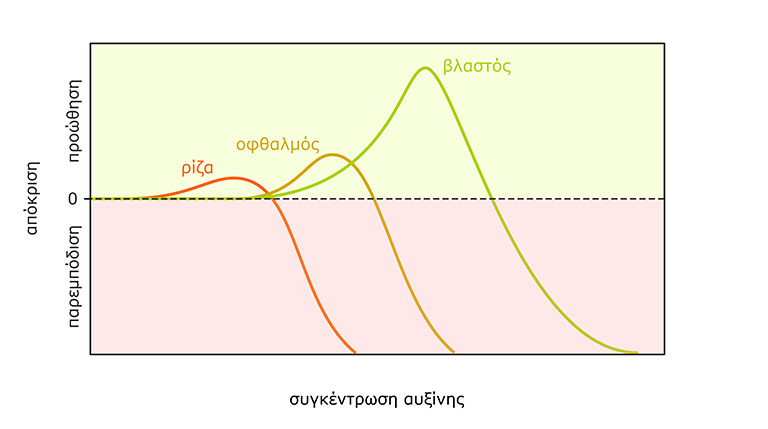 βλαστός
οφθαλμός
ρίζα
προώθηση
0
απόκριση
παρεμπόδιση
συγκέντρωση αυξίνης